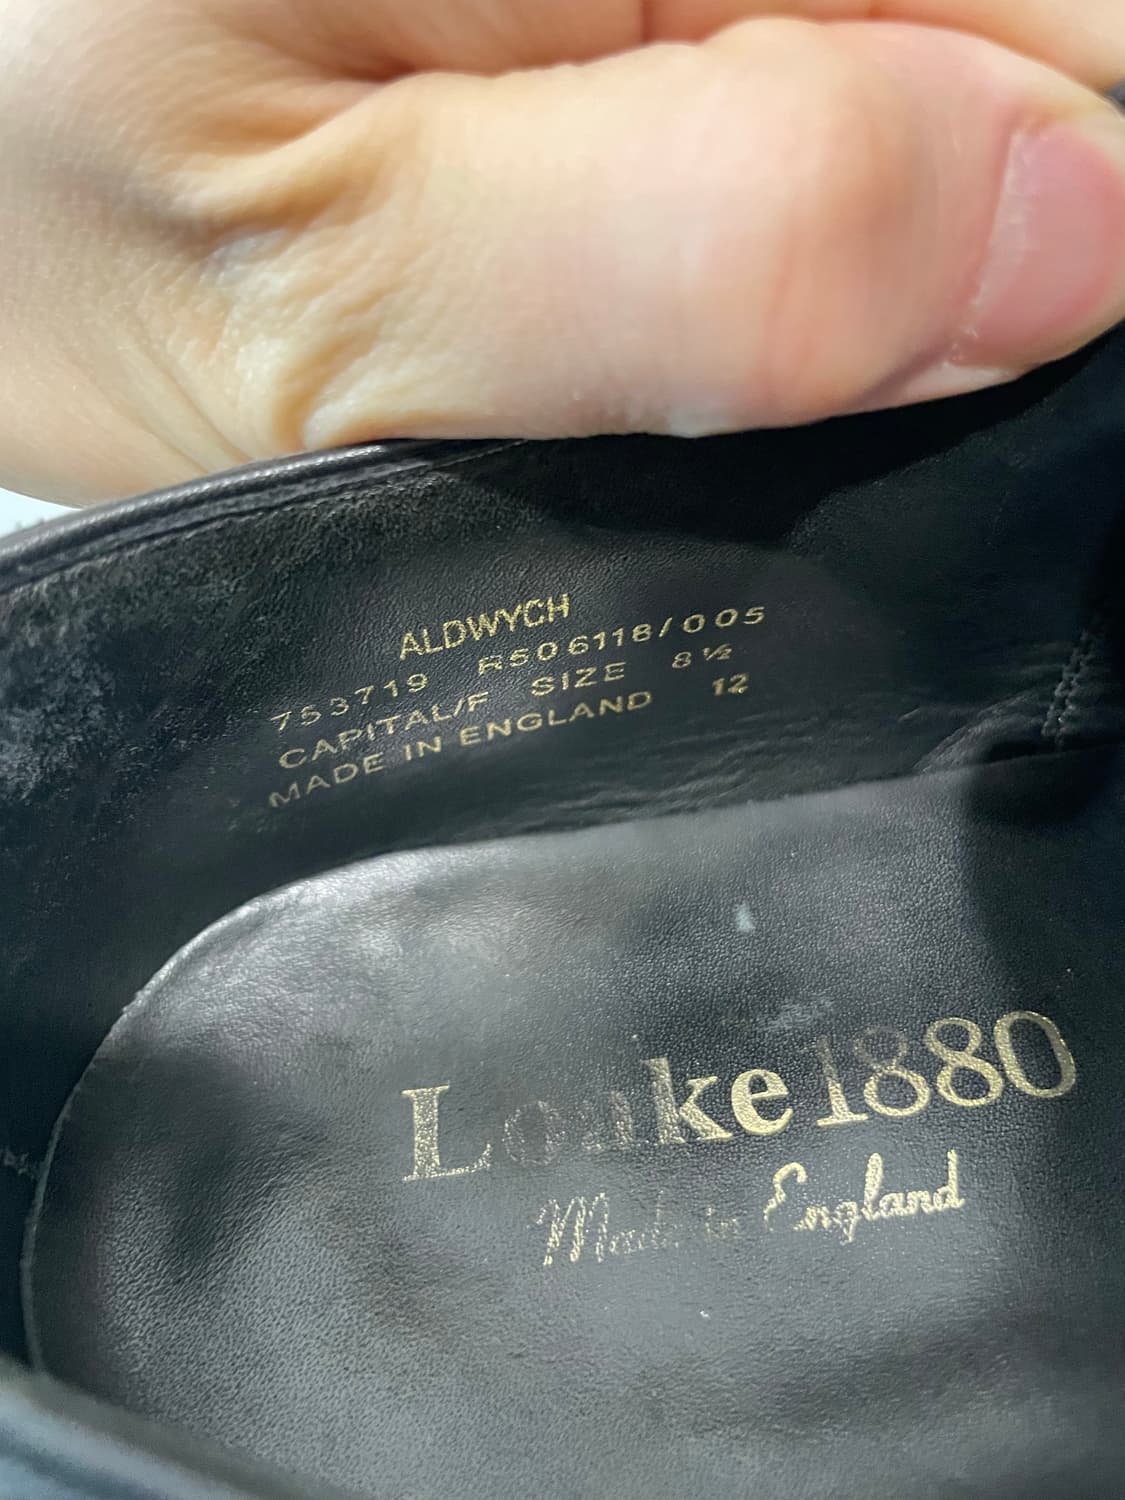 ALDWYCH
753719 R506118/005
CAPITAL/F SIZE 8½
MADE IN ENGLAND 12
Loake 1880
Made in England